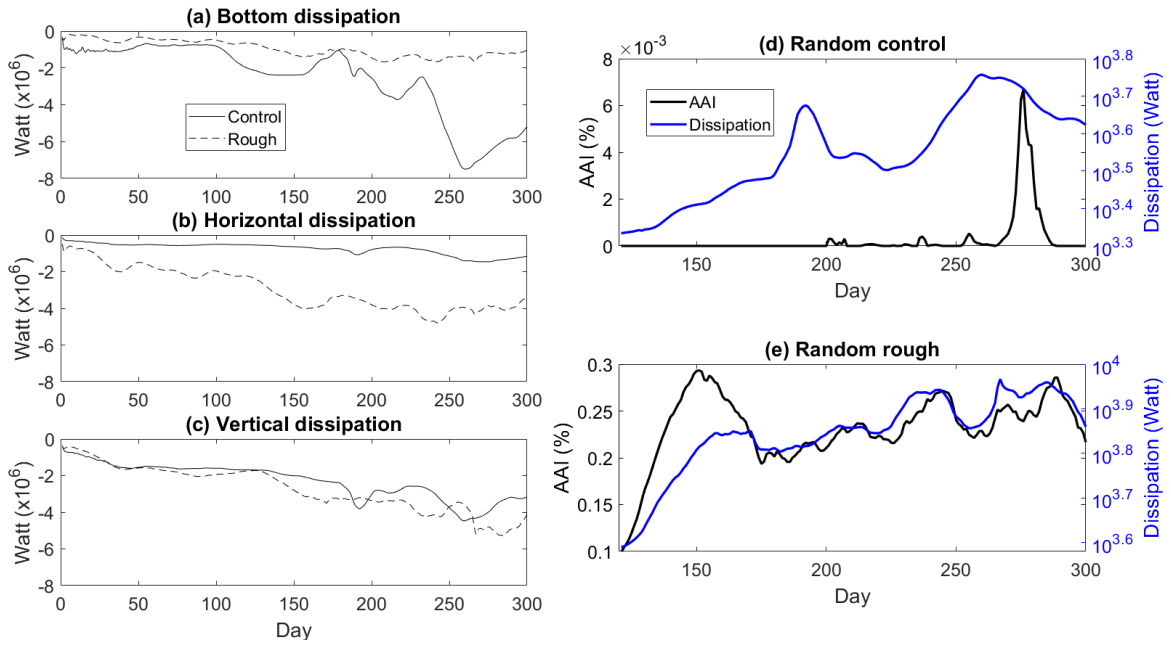 (a) Bottom dissipation
Watt (x10^6)
0
-2
-4
-6
-8
Control
Rough
0 50 100 150 200 250 300
(b) Horizontal dissipation
Watt (x10^6)
0
-2
-4
-6
-8
0 50 100 150 200 250 300
(c) Vertical dissipation
Watt (x10^6)
0
-2
-4
-6
-8
0 50 100 150 200 250 300
Day
(d) Random control
×10^-3
AAI (%)
8
6
4
2
0
AAI
Dissipation
10^3.8
10^3.7
10^3.6
10^3.5
10^3.4
10^3.3
Dissipation (Watt)
150 200 250 300
Day
(e) Random rough
AAI (%)
0.3
0.25
0.2
0.15
0.1
10^4
10^3.9
10^3.8
10^3.7
10^3.6
Dissipation (Watt)
150 200 250 300
Day